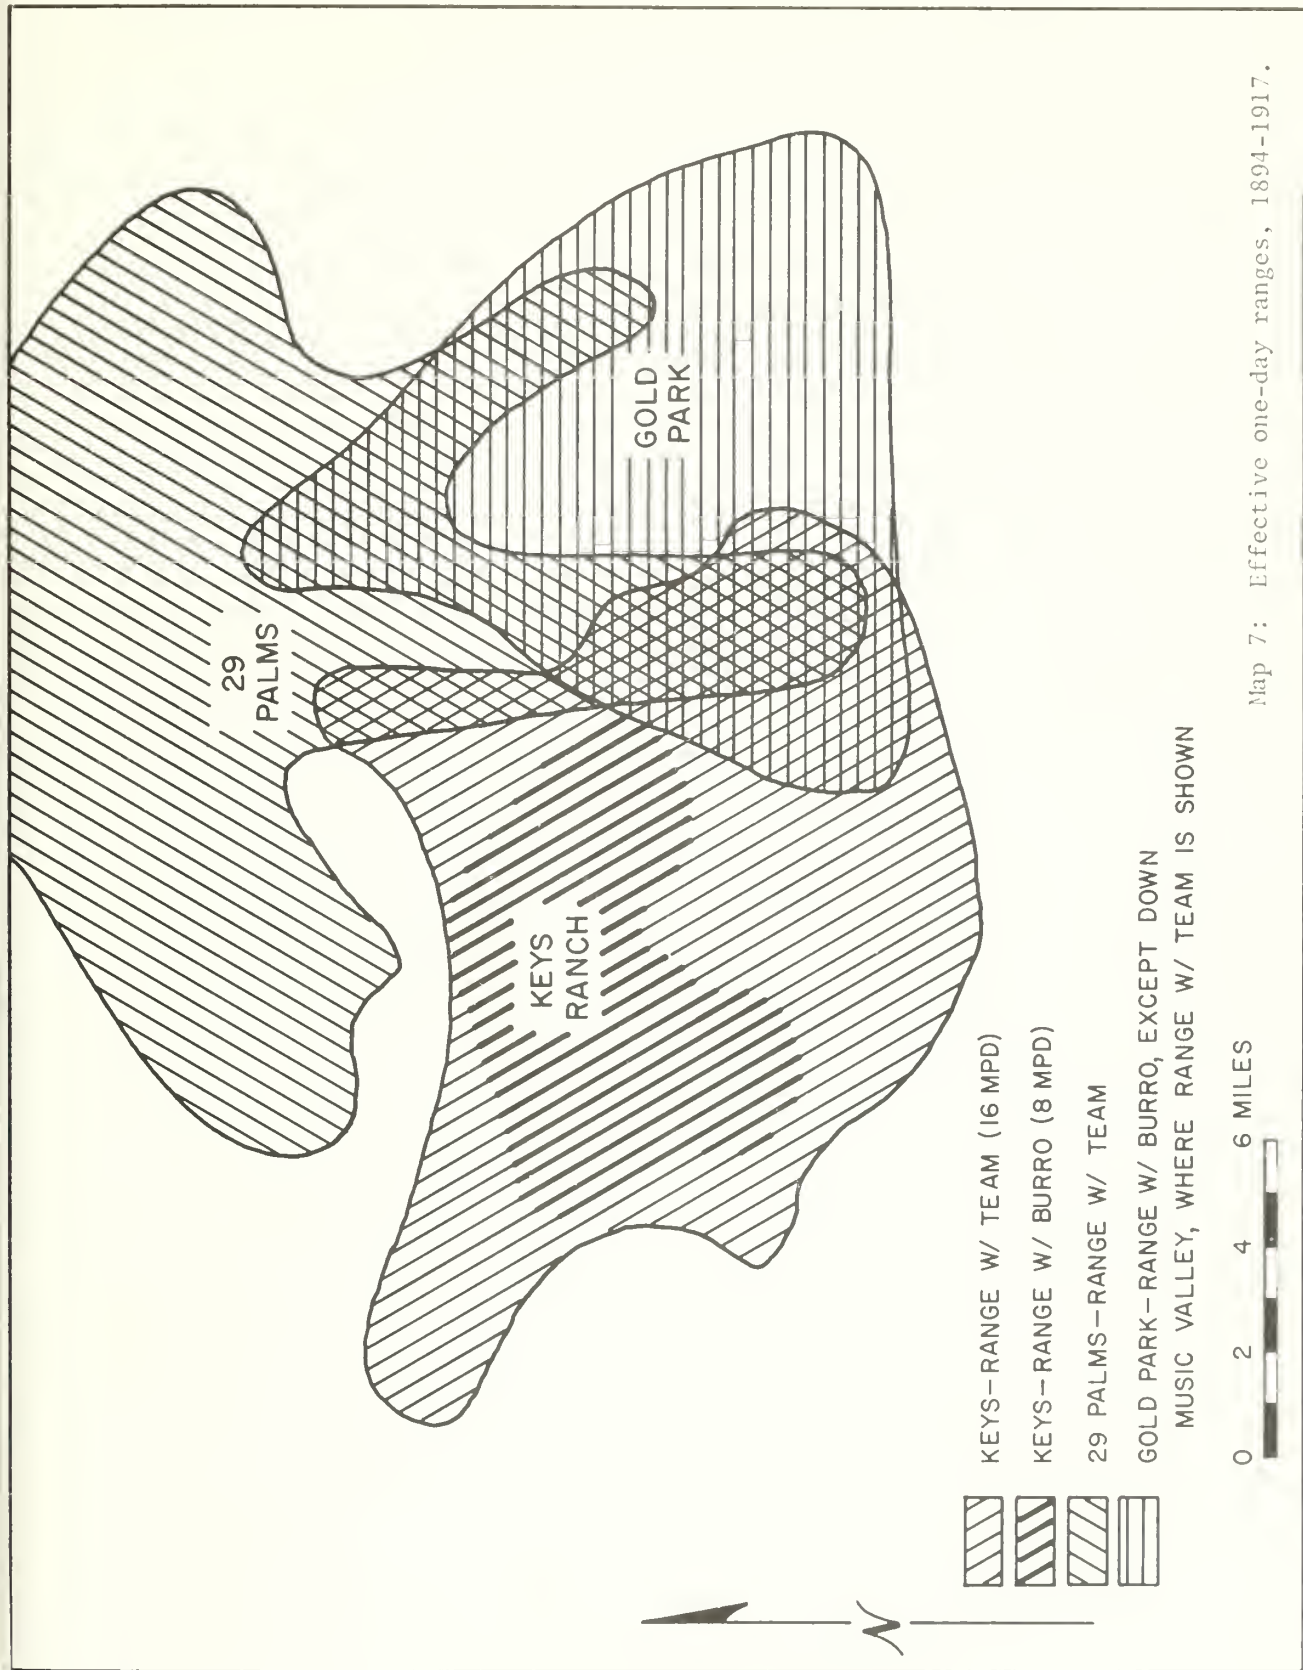 29
PALMS
GOLD
PARK
KEYS
RANCH
KEYS–RANGE W/ TEAM (16 MPD)
KEYS–RANGE W/ BURRO (8 MPD)
29 PALMS–RANGE W/ TEAM
GOLD PARK–RANGE W/ BURRO, EXCEPT DOWN
MUSIC VALLEY, WHERE RANGE W/ TEAM IS SHOWN
0 2 4 6 MILES
N
Map 7: Effective one-day ranges, 1894-1917.